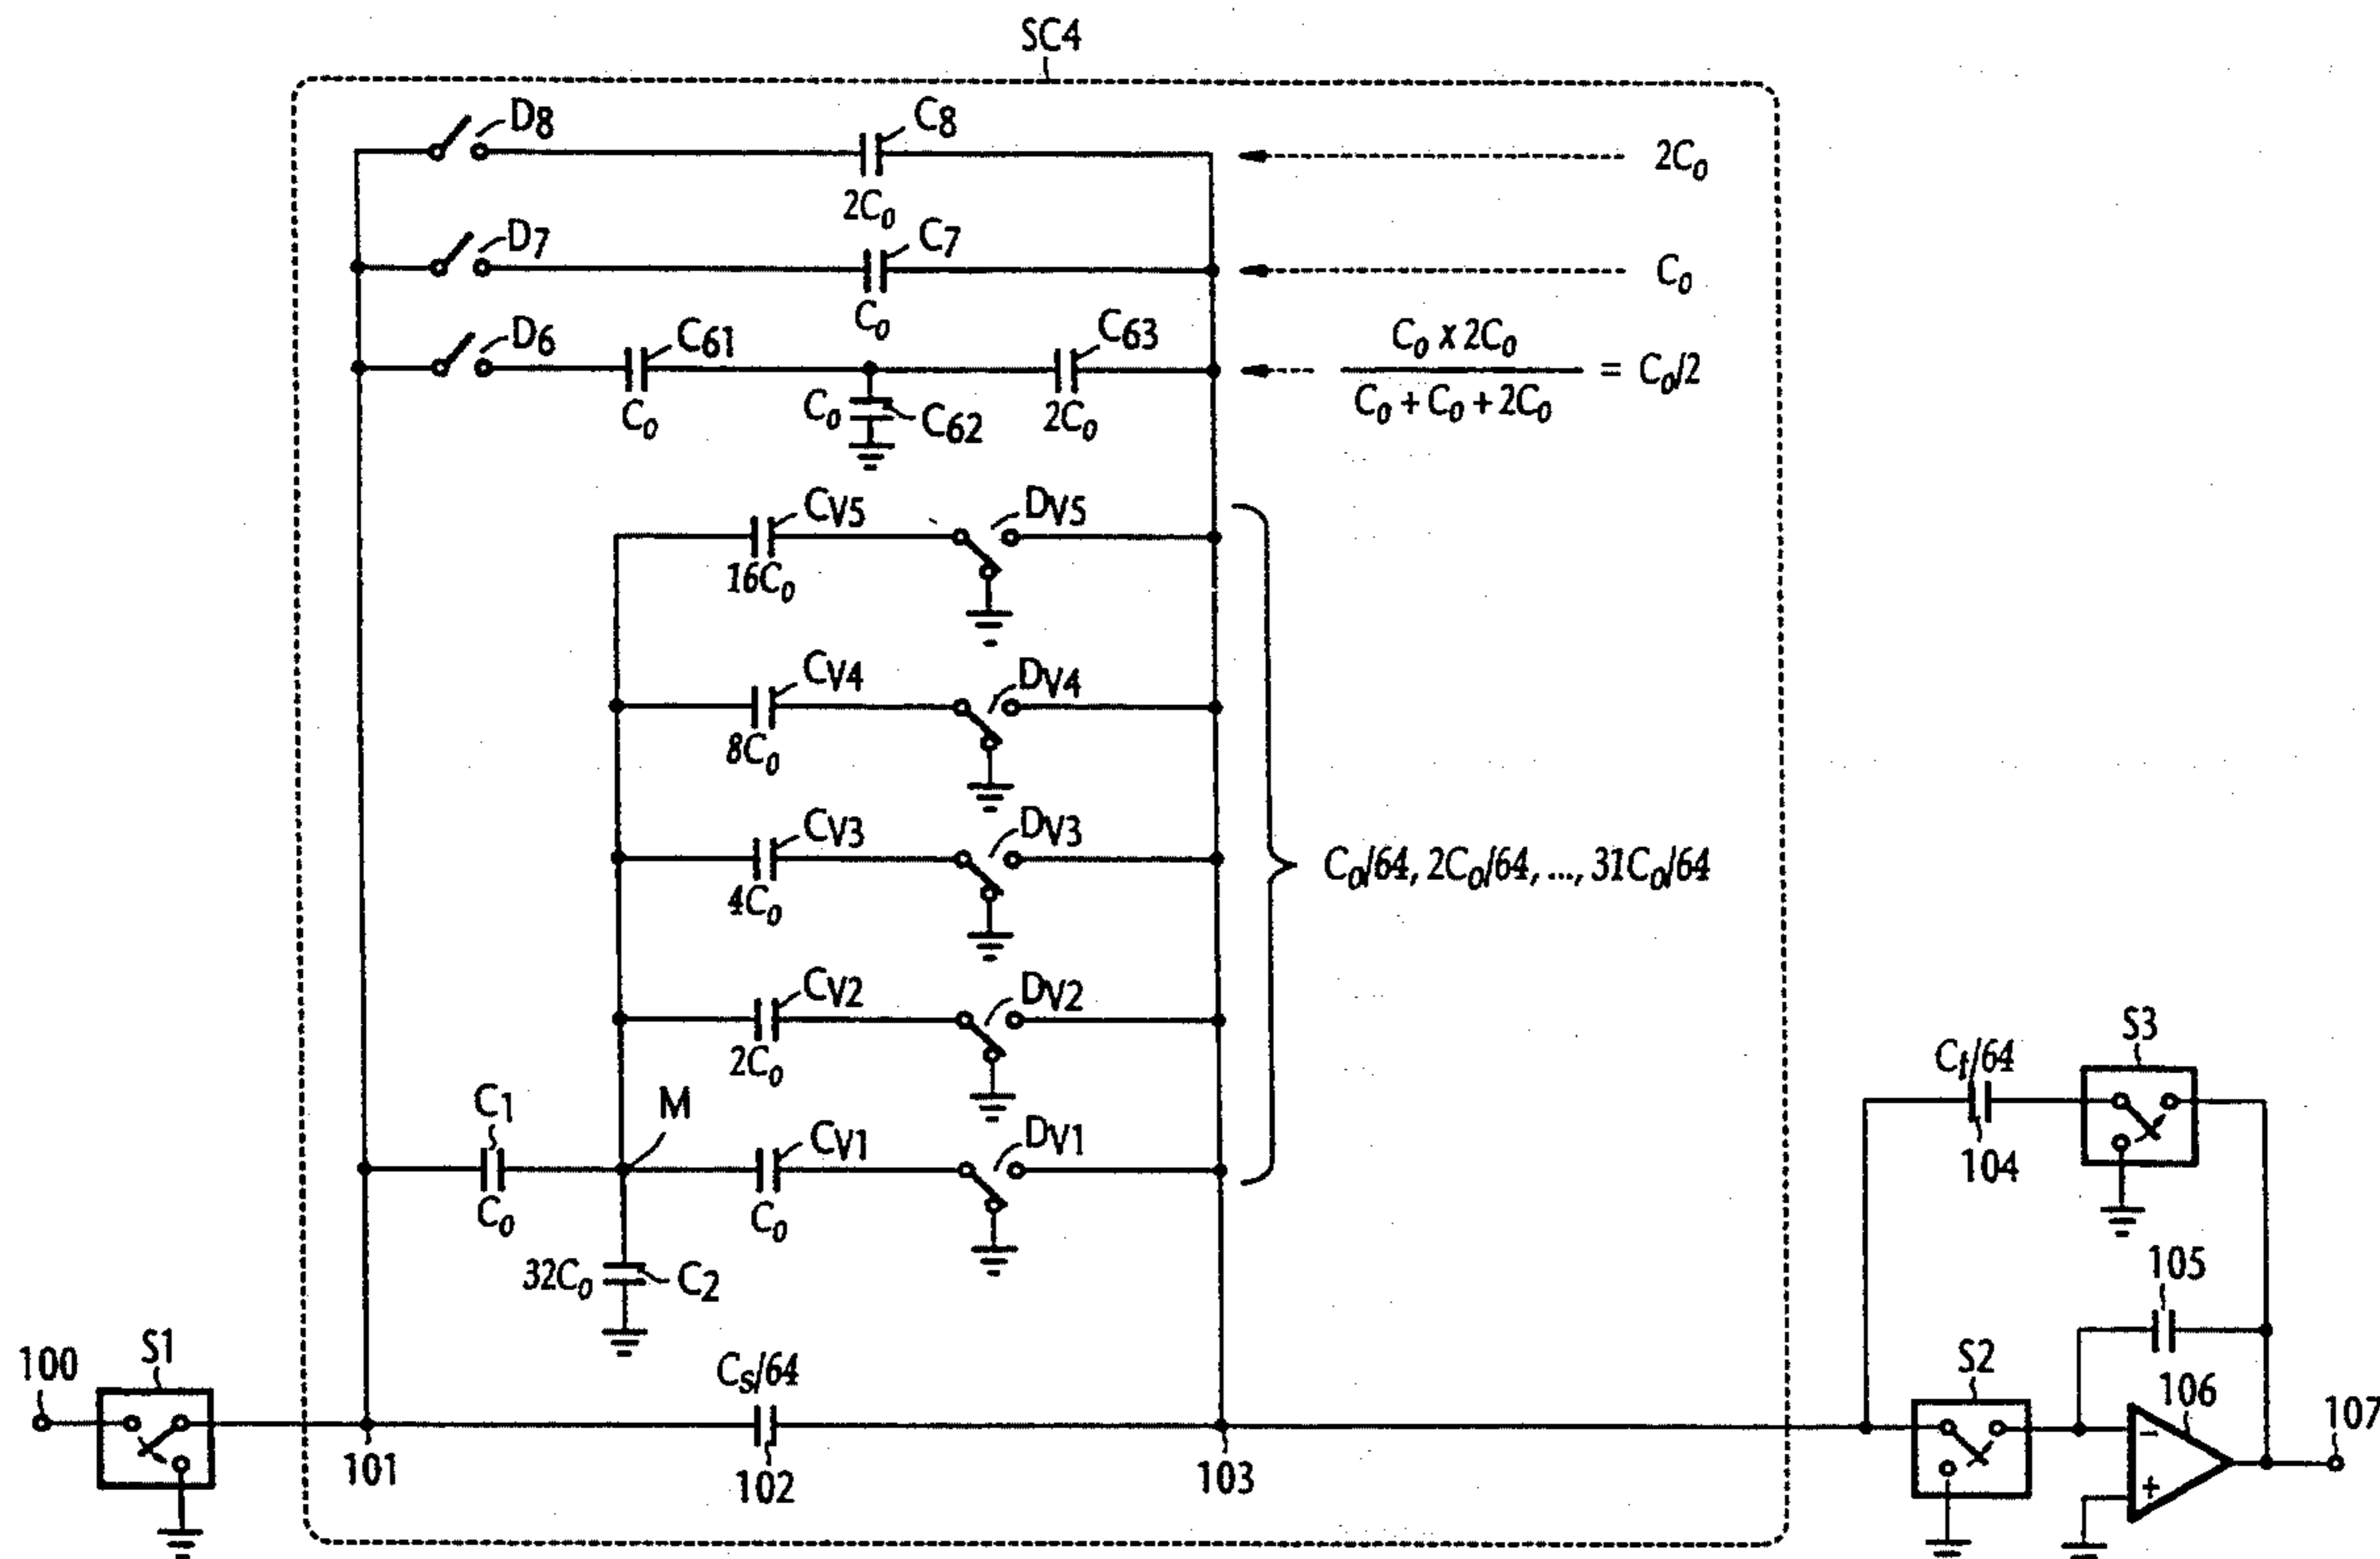 SC4
D8
C8
2C₀
2C₀
D7
C7
C₀
C₀
D6
C61
C63
C₀
C₀
C62
2C₀
C₀ x 2C₀
C₀ + C₀ + 2C₀
= C₀/2
CV5
DV5
16C₀
CV4
DV4
8C₀
CV3
DV3
4C₀
C₀/64, 2C₀/64, ..., 31C₀/64
CV2
DV2
2C₀
C1
M
CV1
DV1
C₀
C₀
32C₀
C2
Cf/64
S3
104
105
100
S1
Cs/64
S2
106
107
101
102
103
-
+